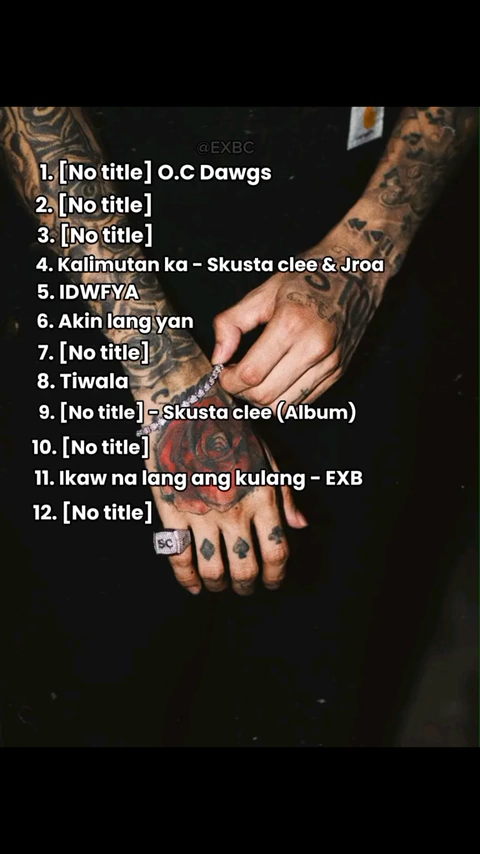 @EXBC
1. [No title] O.C Dawgs
2. [No title]
3. [No title]
4. Kalimutan ka - Skusta clee & Jroa
5. IDWFYA
6. Akin lang yan
7. [No title]
8. Tiwala
9. [No title] - Skusta clee (Album)
10. [No title]
11. Ikaw na lang ang kulang - EXB
12. [No title]
SC